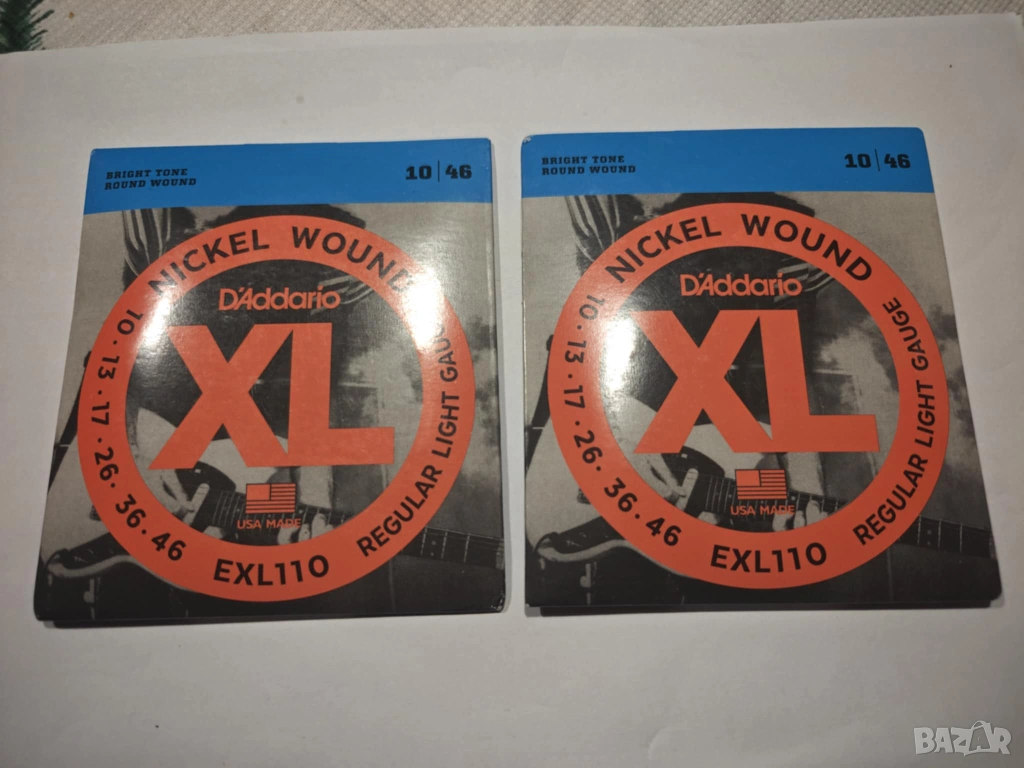 BRIGHT TONE
ROUND WOUND
10|46
NICKEL WOUND
D'Addario
XL
USA MADE
10 · 13 · 17 · 26 · 36 · 46
EXL110
REGULAR LIGHT GAUGE
BRIGHT TONE
ROUND WOUND
10|46
NICKEL WOUND
D'Addario
XL
USA MADE
10 · 13 · 17 · 26 · 36 · 46
EXL110
REGULAR LIGHT GAUGE
BAZAR